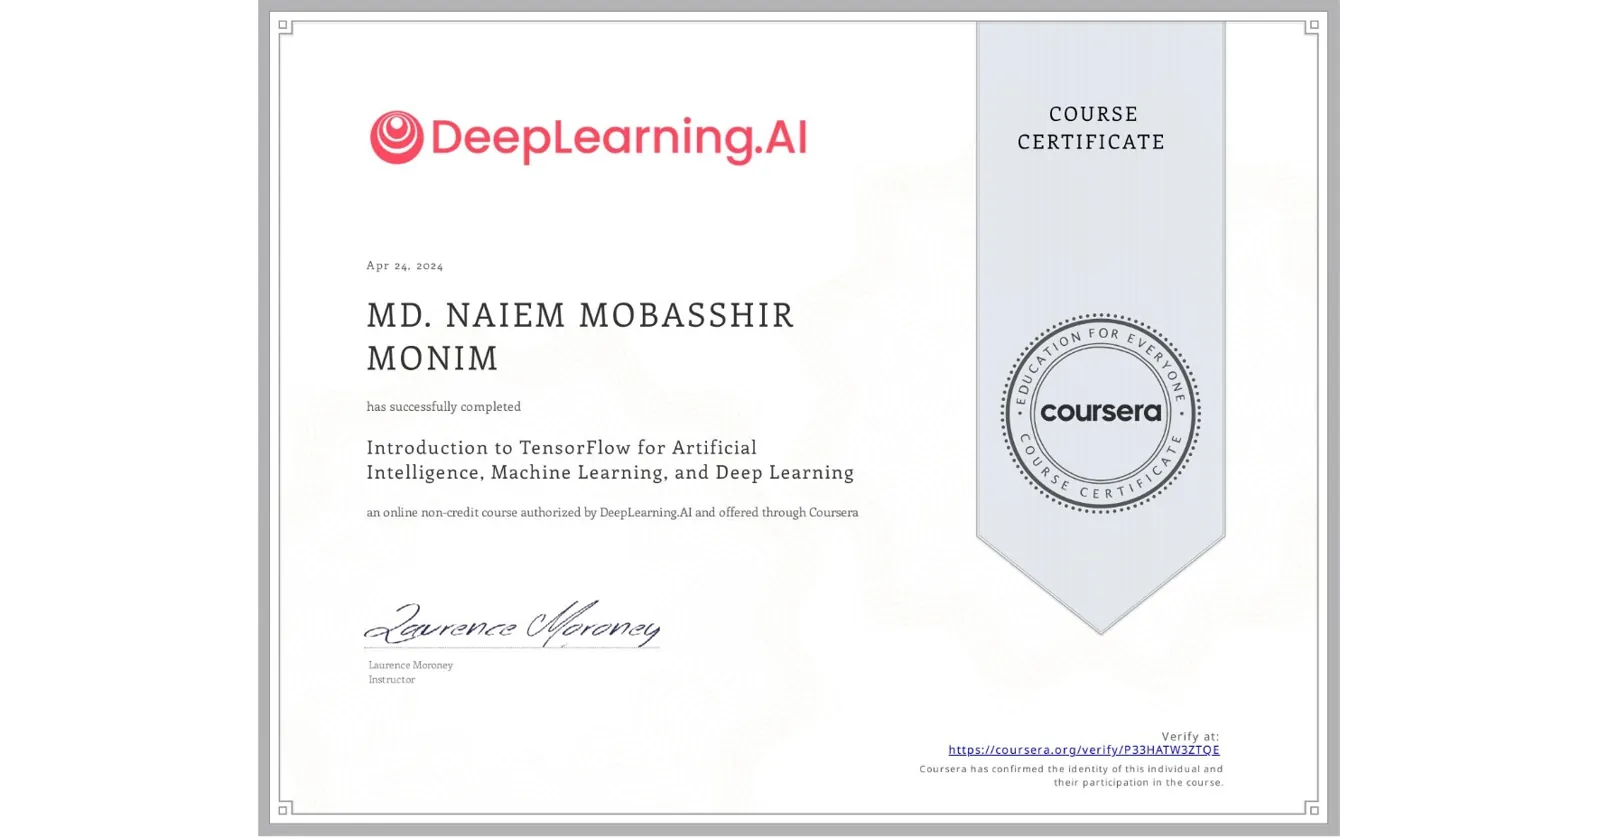 DeepLearning.AI
COURSE
CERTIFICATE
Apr 24, 2024
MD. NAIEM MOBASSHIR
MONIM
has successfully completed
Introduction to TensorFlow for Artificial
Intelligence, Machine Learning, and Deep Learning
an online non-credit course authorized by DeepLearning.AI and offered through Coursera
EDUCATION FOR EVERYONE
coursera
COURSE CERTIFICATE
Laurence Moroney
Laurence Moroney
Instructor
Verify at:
https://coursera.org/verify/P33HATW3ZTQE
Coursera has confirmed the identity of this individual and
their participation in the course.